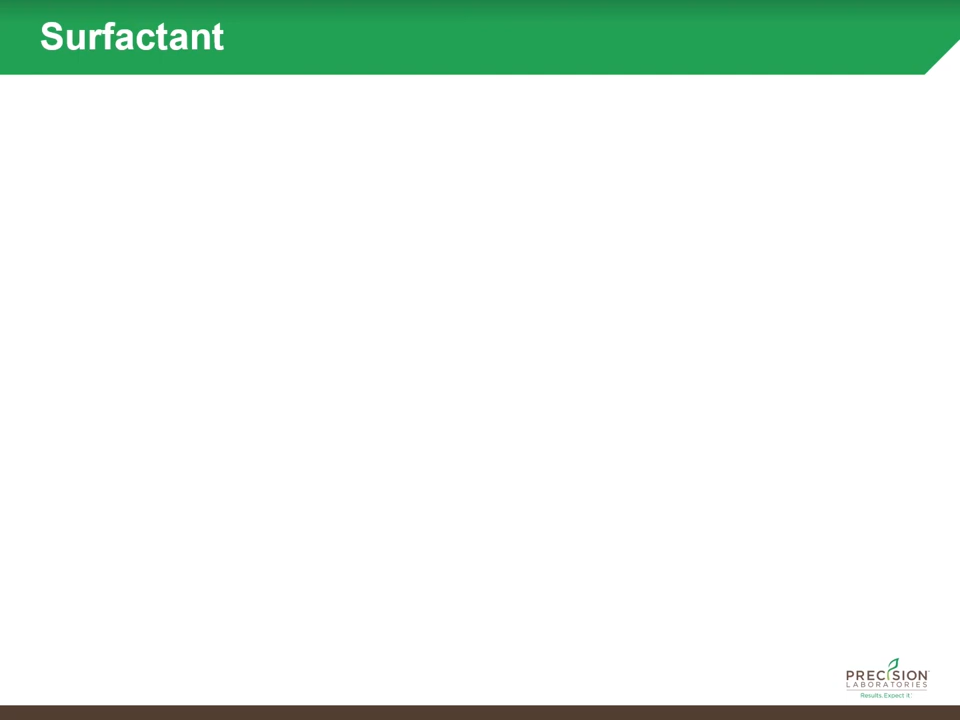 Surfactant
PRECISION
LABORATORIES
Results. Expect it.